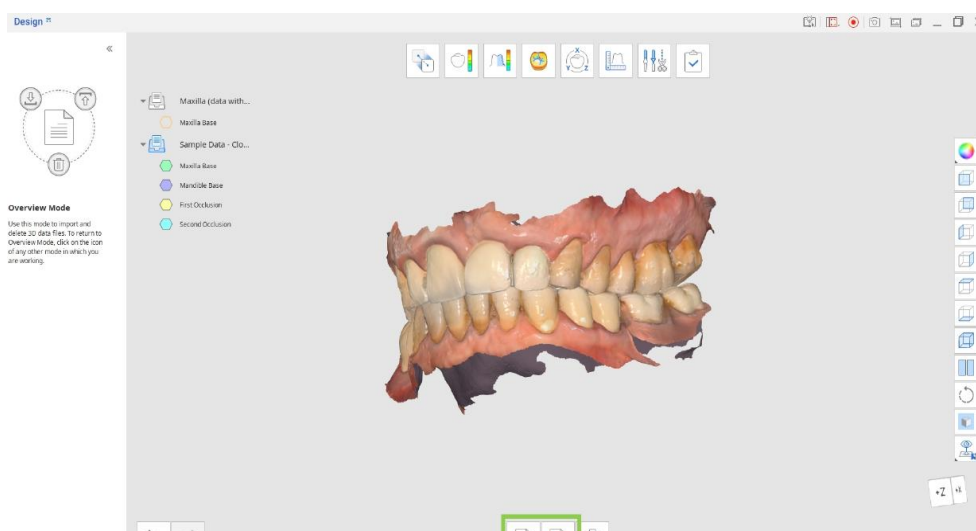 Design
Maxilla (data with...
Maxilla Base
Sample Data - Clo...
Maxilla Base
Mandible Base
First Occlusion
Second Occlusion
Overview Mode
Use this mode to import and
delete 3D data files. To return to
Overview Mode, click on the icon
of any other mode in which you
are working.
X
Y
Z
+Z